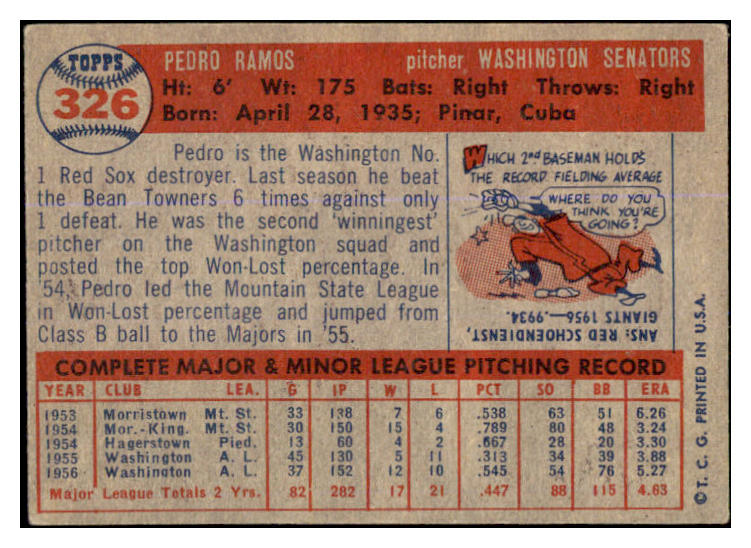 TOPPS
326
PEDRO RAMOS pitcher WASHINGTON SENATORS
Ht: 6' Wt: 175 Bats: Right Throws: Right
Born: April 28, 1935; Pinar, Cuba
Pedro is the Washington No.
1 Red Sox destroyer. Last season he beat
the Bean Towners 6 times against only
1 defeat. He was the second 'winningest'
pitcher on the Washington squad and
posted the top Won-Lost percentage. In
'54, Pedro led the Mountain State League
in Won-Lost percentage and jumped from
Class B ball to the Majors in '55.
WHICH 2nd BASEMAN HOLDS
THE RECORD FIELDING AVERAGE
WHERE DO YOU
THINK YOU'RE
GOING?
ANS: RED SCHOENDIENST,
GIANTS 1956—.9934.
COMPLETE MAJOR & MINOR LEAGUE PITCHING RECORD
YEAR CLUB LEA. G IP W L PCT SO BB ERA
1953 Morristown Mt. St. 33 138 7 6 .538 63 51 6.26
1954 Mor.-King. Mt. St. 30 150 15 4 .789 80 48 3.24
1954 Hagerstown Pied. 13 60 4 2 .667 28 20 3.30
1955 Washington A. L. 45 130 5 11 .313 34 39 3.88
1956 Washington A. L. 37 152 12 10 .545 54 76 5.27
Major League Totals 2 Yrs. 82 282 17 21 .447 88 115 4.63
© T. C. G. PRINTED IN U.S.A.